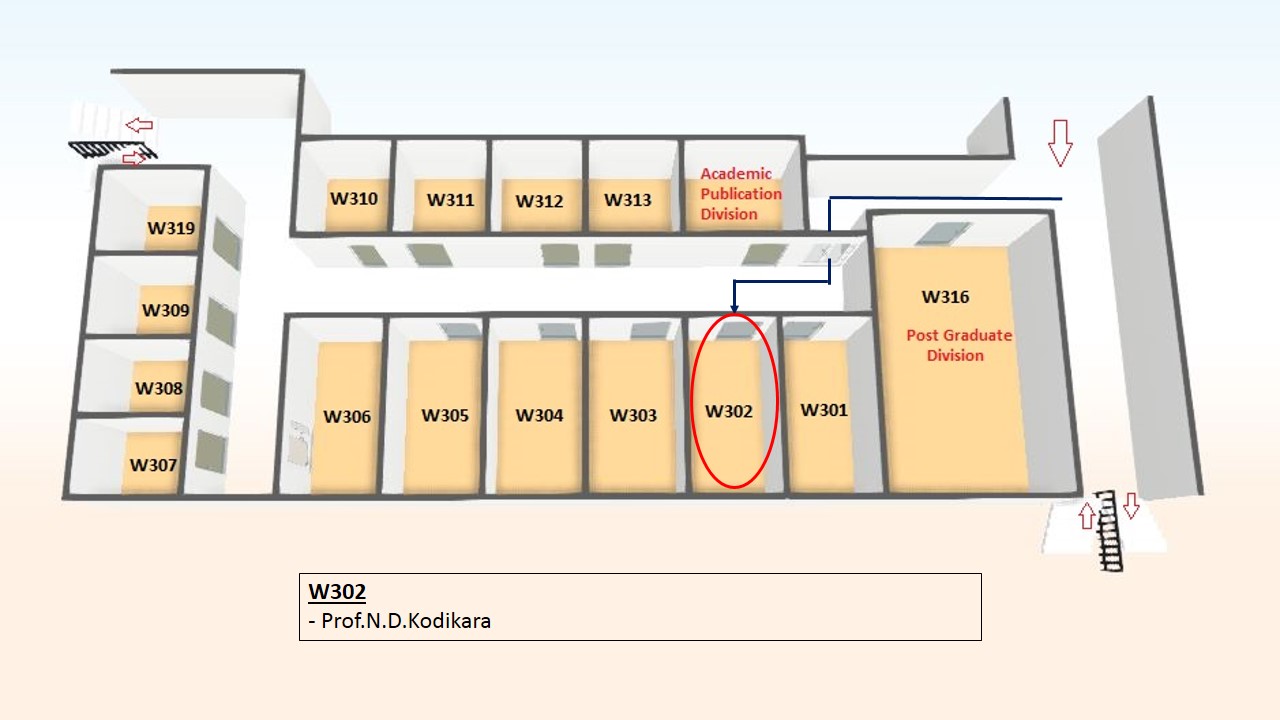 Academic
Publication
Division
W310
W311
W312
W313
W319
W309
W308
W307
W316
Post Graduate
Division
W306
W305
W304
W303
W302
W301
W302
- Prof.N.D.Kodikara